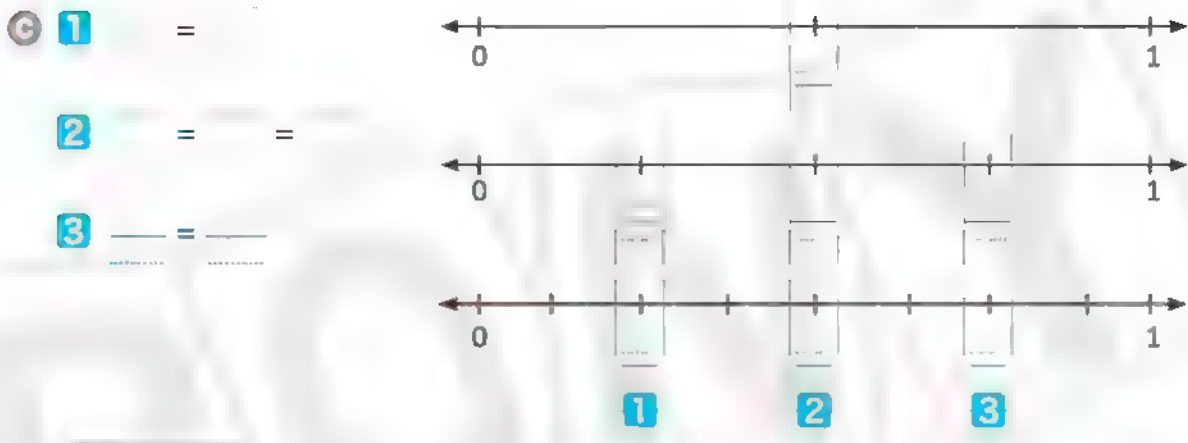 C 1 =
0 1
2 = =
0 1
3 =
0 1
1 2 3